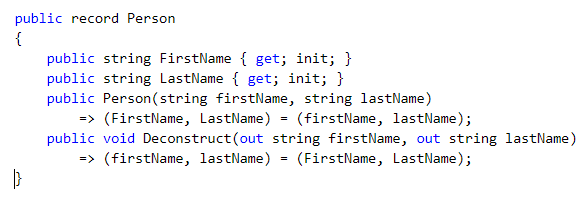 public record Person
{
    public string FirstName { get; init; }
    public string LastName { get; init; }
    public Person(string firstName, string lastName)
        => (FirstName, LastName) = (firstName, lastName);
    public void Deconstruct(out string firstName, out string lastName)
        => (firstName, lastName) = (FirstName, LastName);
}